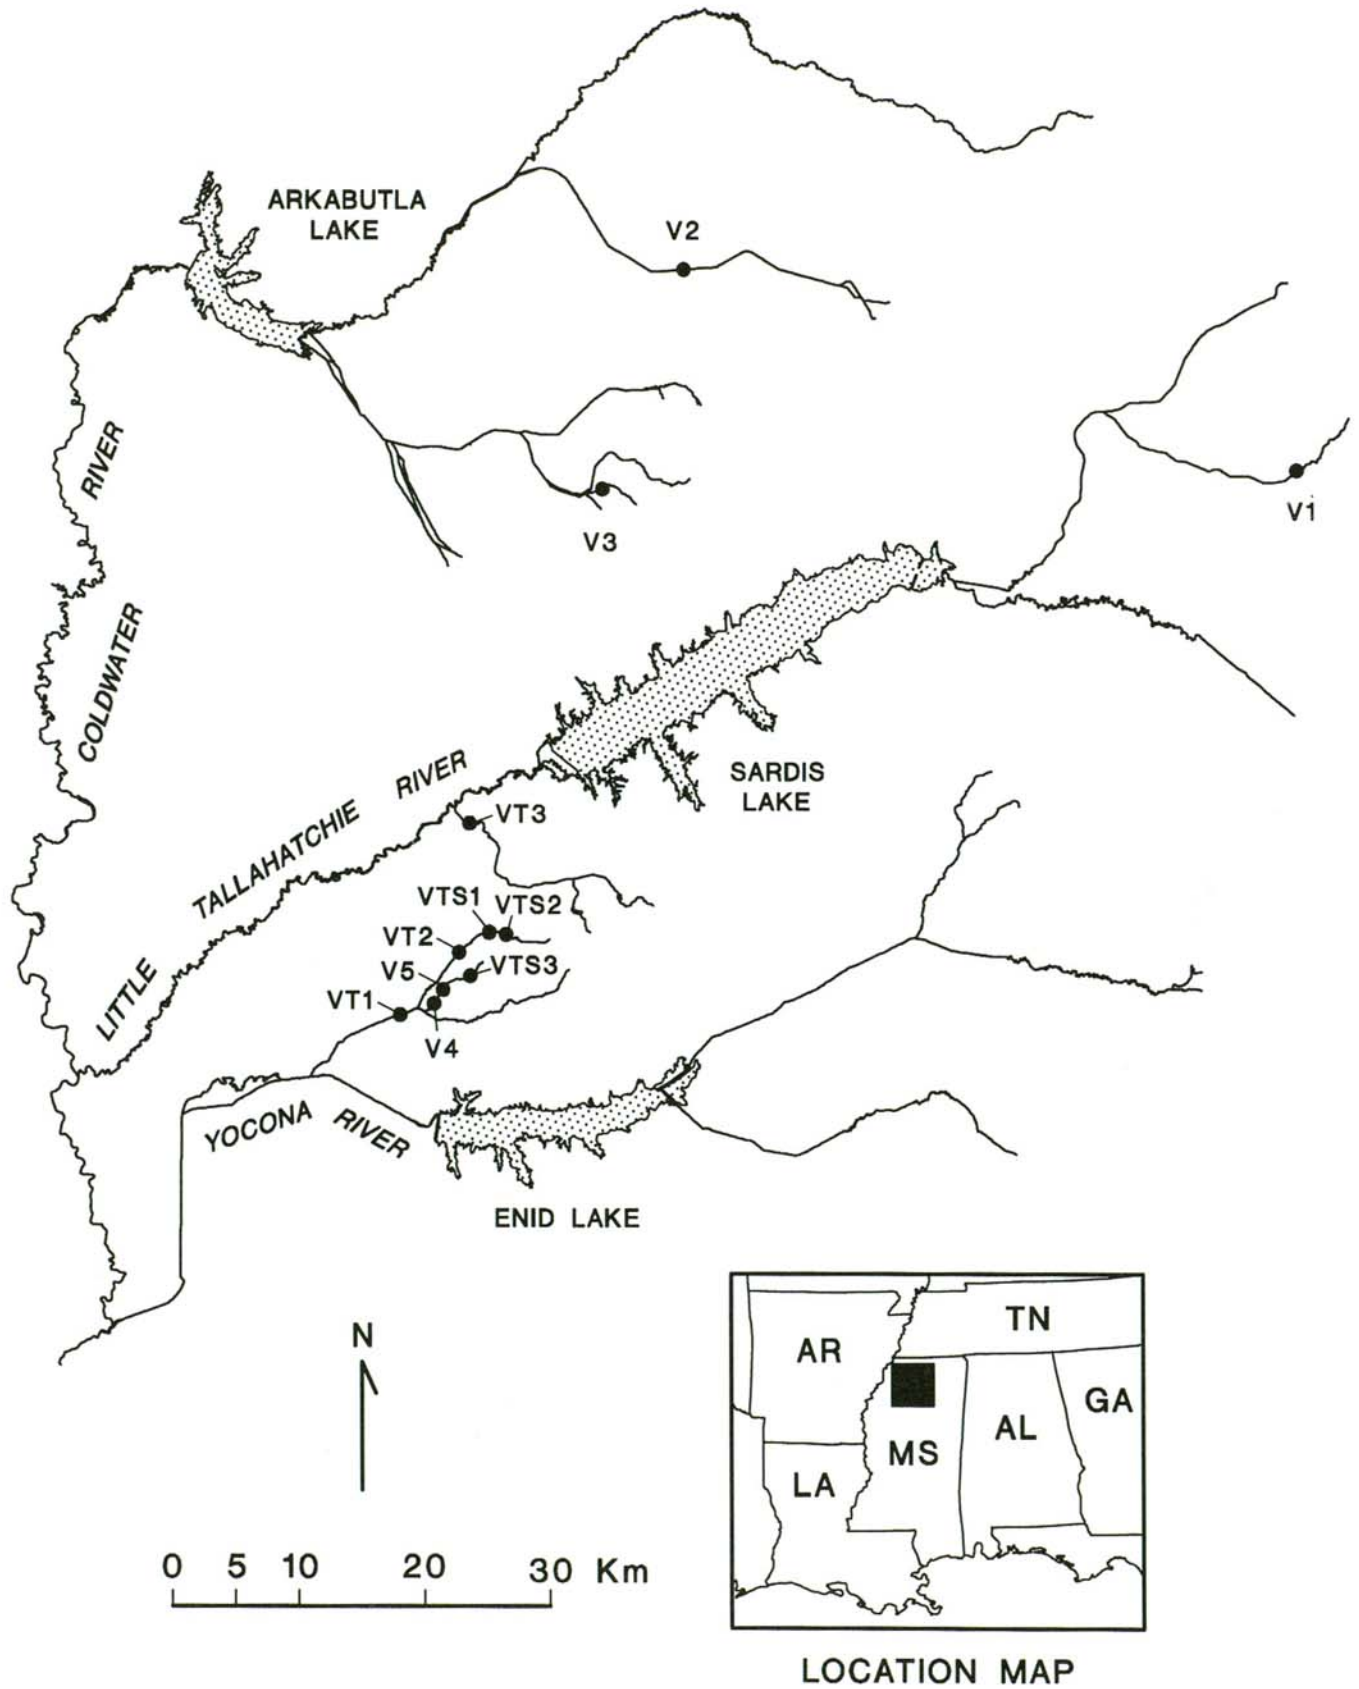 ARKABUTLA
LAKE
V2
RIVER
V1
V3
COLDWATER
SARDIS
LAKE
LITTLE TALLAHATCHIE RIVER
VT3
VTS1
VTS2
VT2
V5
VTS3
VT1
V4
YOCONA RIVER
ENID LAKE
N
TN
AR
GA
AL
MS
LA
0 5 10 20 30 Km
LOCATION MAP